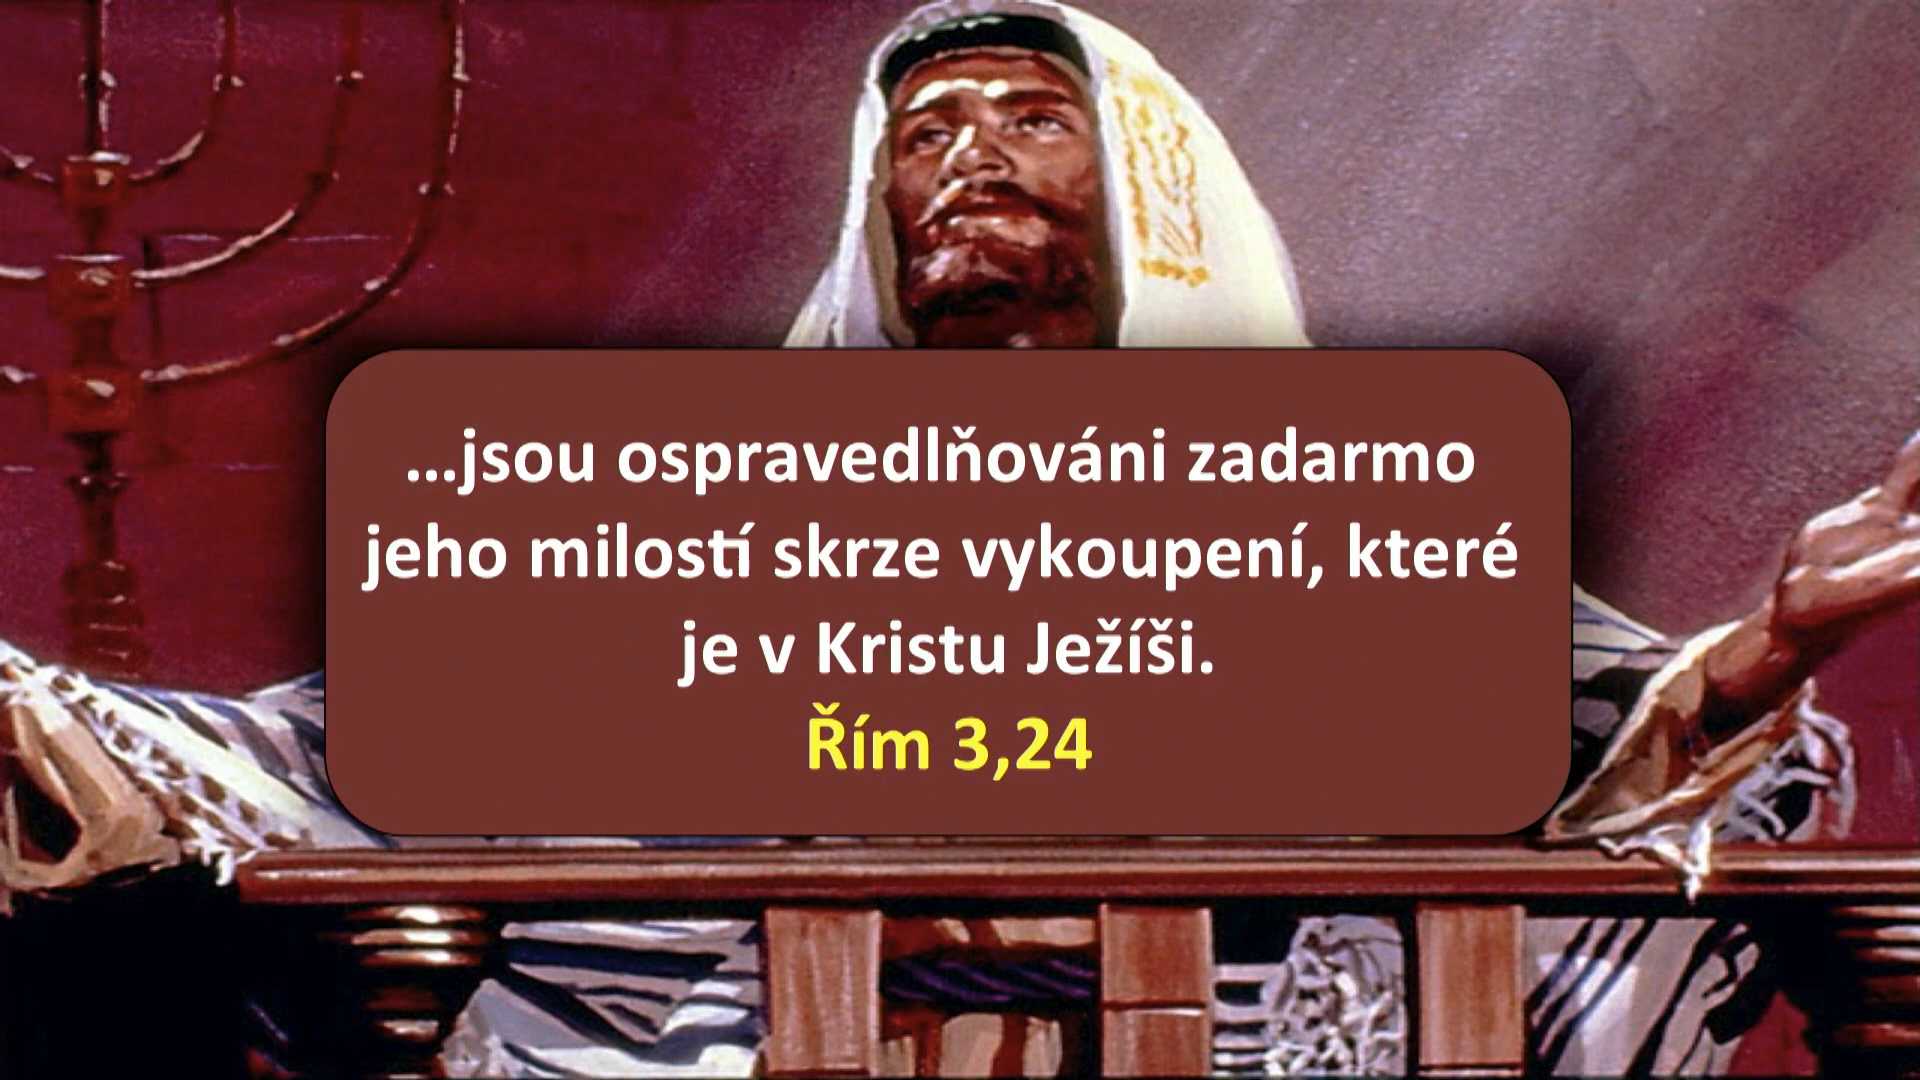 ...jsou ospravedlňováni zadarmo
jeho milostí skrze vykoupení, které
je v Kristu Ježíši.
Řím 3,24